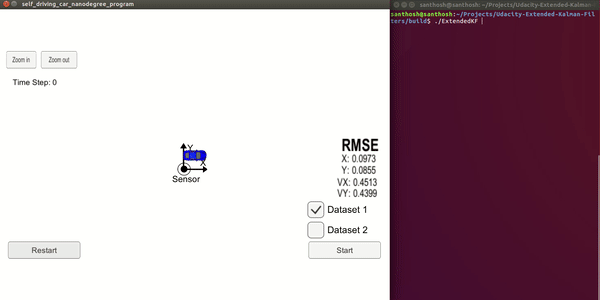 self_driving_car_nanodegree_program
Zoom in
Zoom out
Time Step: 0
Y
X
Sensor
RMSE
X: 0.0973
Y: 0.0855
VX: 0.4513
VY: 0.4399
Dataset 1
Dataset 2
Restart
Start
santhosh@santhosh: ~/Projects/Udacity-Extended-Kalman-
santhosh@santhosh:~/Projects/Udacity-Extended-Kalman-Fil
ters/build$ ./ExtendedKF